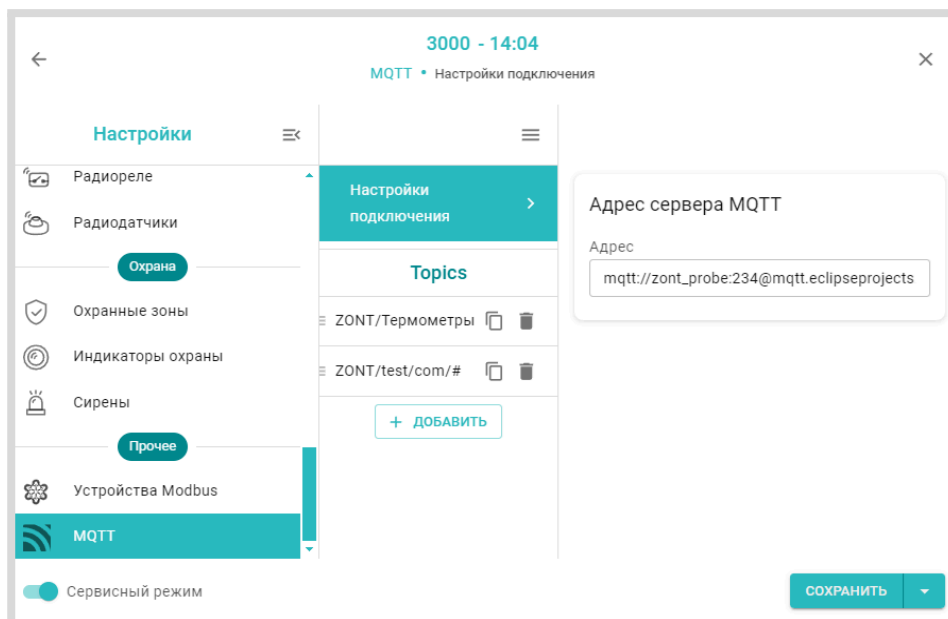 3000 - 14:04
MQTT • Настройки подключения
Настройки
Радиореле
Радиодатчики
Охрана
Охранные зоны
Индикаторы охраны
Сирены
Прочее
Устройства Modbus
MQTT
Настройки
подключения
Topics
ZONT/Термометры
ZONT/test/com/#
+ ДОБАВИТЬ
Адрес сервера MQTT
Адрес
mqtt://zont_probe:234@mqtt.eclipseprojects
Сервисный режим
СОХРАНИТЬ